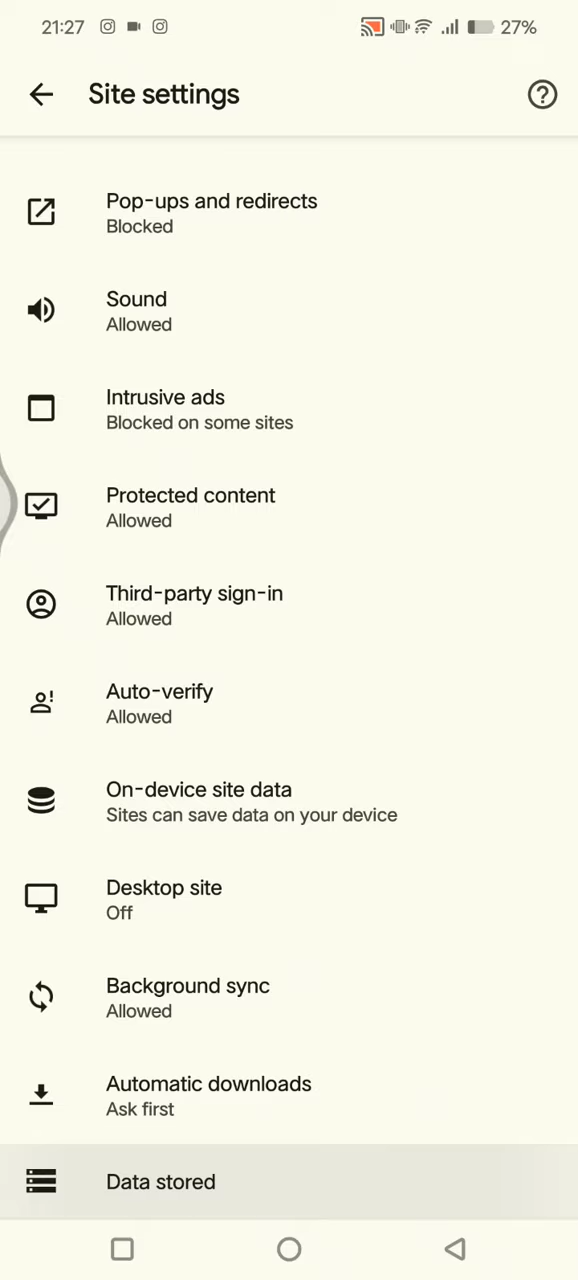 21:27 27%
Site settings
Pop-ups and redirects
Blocked
Sound
Allowed
Intrusive ads
Blocked on some sites
Protected content
Allowed
Third-party sign-in
Allowed
Auto-verify
Allowed
On-device site data
Sites can save data on your device
Desktop site
Off
Background sync
Allowed
Automatic downloads
Ask first
Data stored